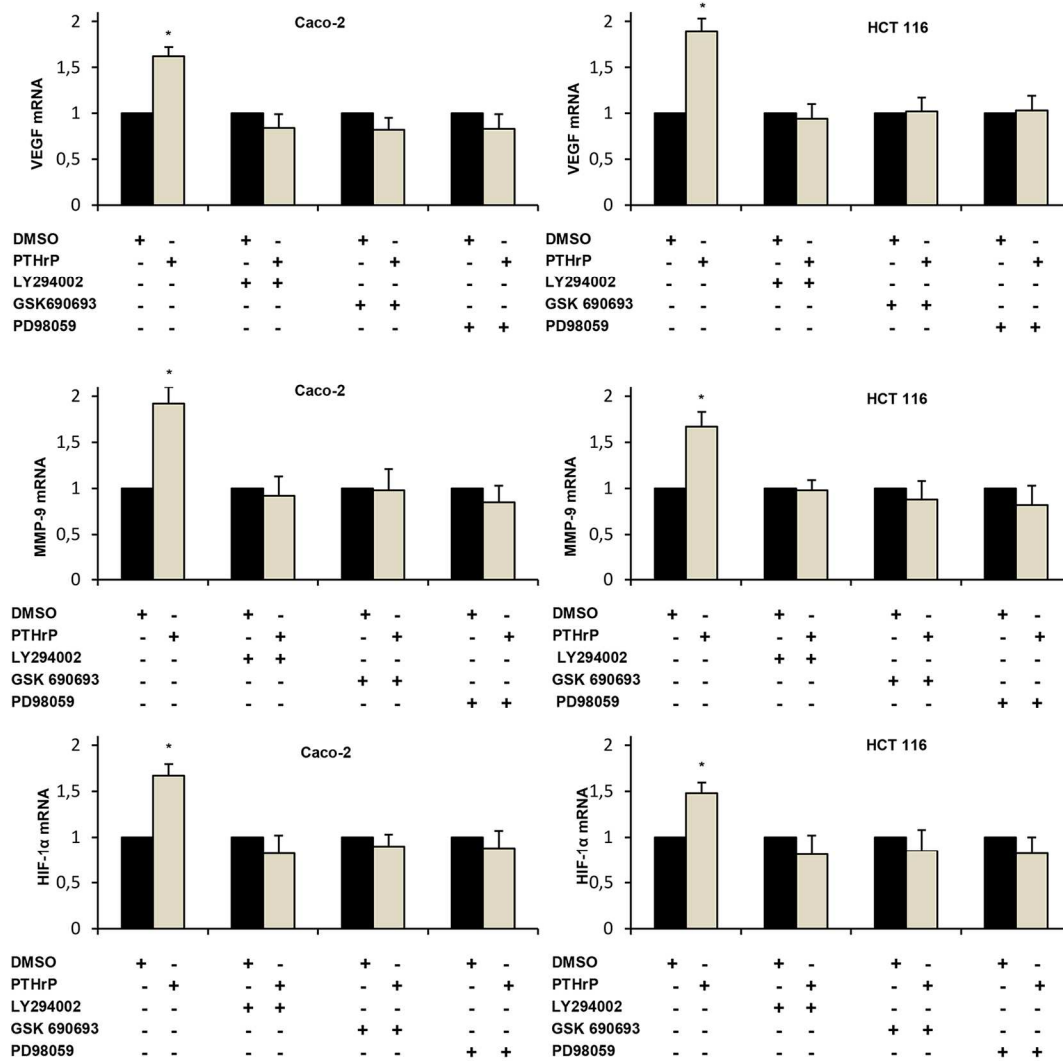 Caco-2
*
2
1,5
1
0,5
0
VEGF mRNA
DMSO + - + - + - + -
PTHrP - + - + - + - +
LY294002 - - + + - - - -
GSK690693 - - - - + + - -
PD98059 - - - - - - + +
HCT 116
*
2
1,5
1
0,5
0
VEGF mRNA
DMSO + - + - + - + -
PTHrP - + - + - + - +
LY294002 - - + + - - - -
GSK 690693 - - - - + + - -
PD98059 - - - - - - + +
Caco-2
*
2
1,5
1
0,5
0
MMP-9 mRNA
DMSO + - + - + - + -
PTHrP - + - + - + - +
LY294002 - - + + - - - -
GSK 690693 - - - - + + - -
PD98059 - - - - - - + +
HCT 116
*
2
1,5
1
0,5
0
MMP-9 mRNA
DMSO + - + - + - + -
PTHrP - + - + - + - +
LY294002 - - + + - - - -
GSK 690693 - - - - + + - -
PD98059 - - - - - - + +
Caco-2
*
2
1,5
1
0,5
0
HIF-1α mRNA
DMSO + - + - + - + -
PTHrP - + - + - + - +
LY294002 - - + + - - - -
GSK 690693 - - - - + + - -
PD98059 - - - - - - + +
HCT 116
*
2
1,5
1
0,5
0
HIF-1α mRNA
DMSO + - + - + - + -
PTHrP - + - + - + - +
LY294002 - - + + - - - -
GSK 690693 - - - - + + - -
PD98059 - - - - - - + +